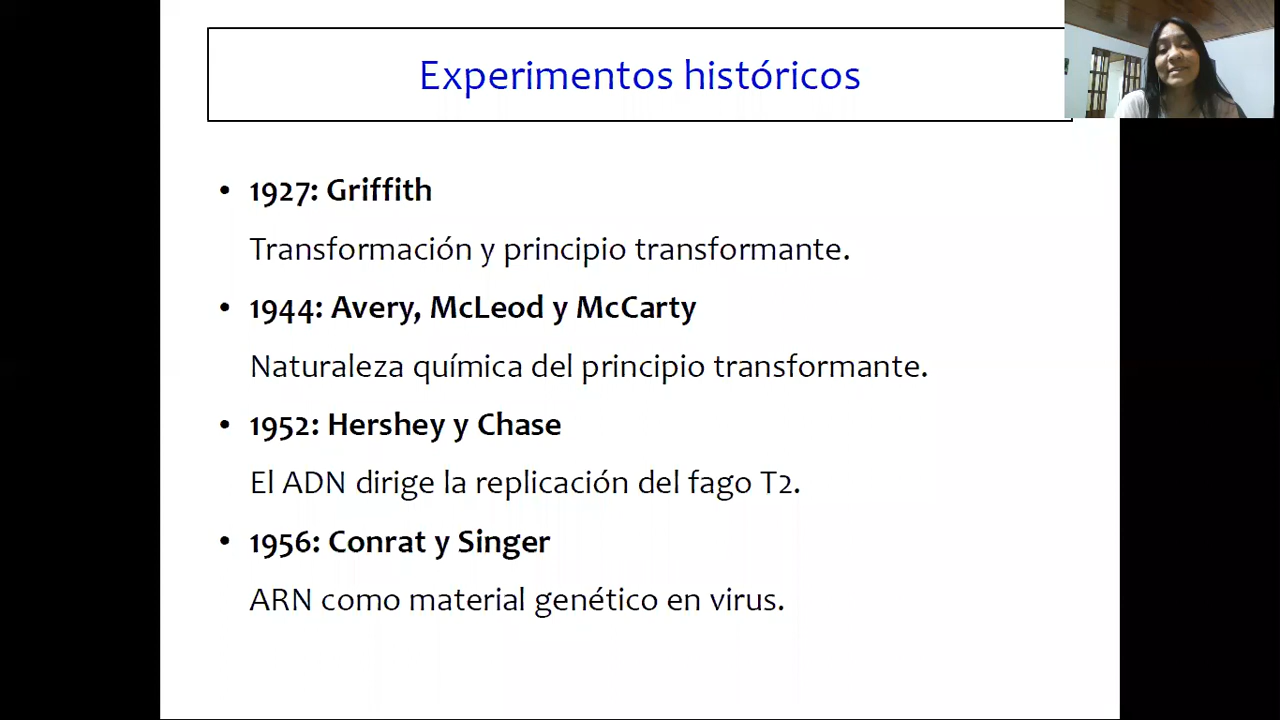 Experimentos históricos
• 1927: Griffith
Transformación y principio transformante.
• 1944: Avery, McLeod y McCarty
Naturaleza química del principio transformante.
• 1952: Hershey y Chase
El ADN dirige la replicación del fago T2.
• 1956: Conrat y Singer
ARN como material genético en virus.